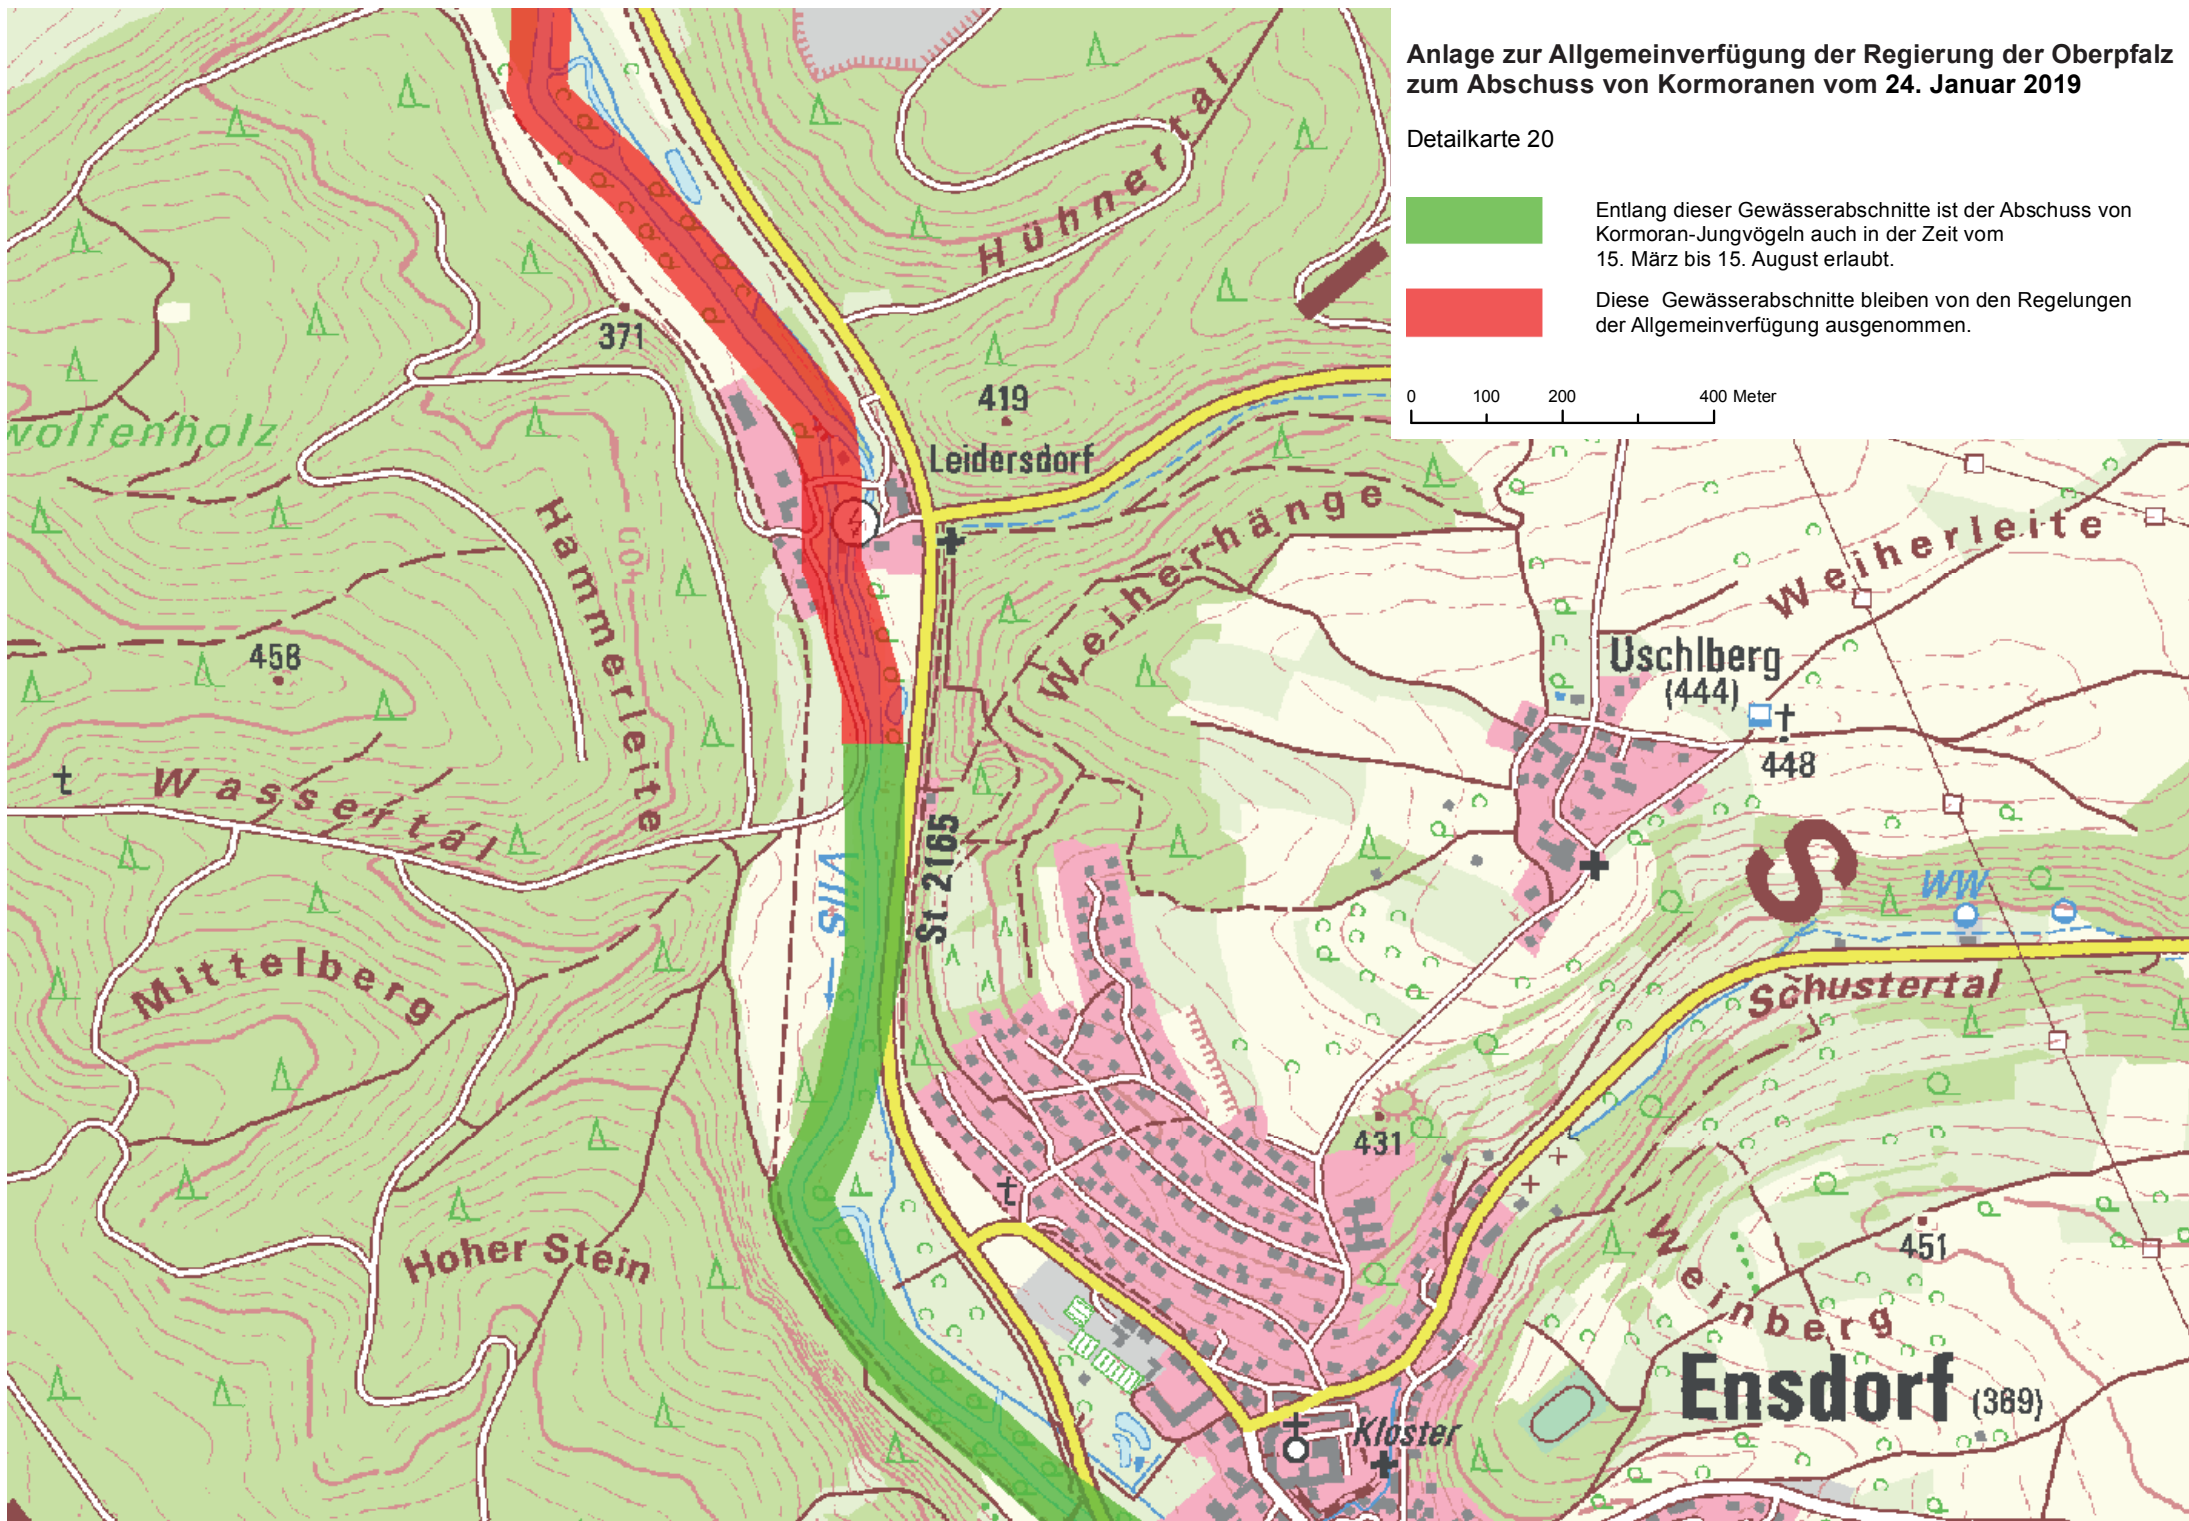 Anlage zur Allgemeinverfügung der Regierung der Oberpfalz
zum Abschuss von Kormoranen vom 24. Januar 2019
Detailkarte 20
Entlang dieser Gewässerabschnitte ist der Abschuss von
Kormoran-Jungvögeln auch in der Zeit vom
15. März bis 15. August erlaubt.
Diese Gewässerabschnitte bleiben von den Regelungen
der Allgemeinverfügung ausgenommen.
0 100 200 400 Meter
Hühnertal
371
419
wolfenholz
Leidersdorf
Hammerleite
400
Weiherhänge
Weiherleite
458
Uschlberg
(444)
448
Wassertal
St. 2165
Vils
S
WW
Mittelberg
Schustertal
431
Hoher Stein
451
Weinberg
Ensdorf (369)
Kloster